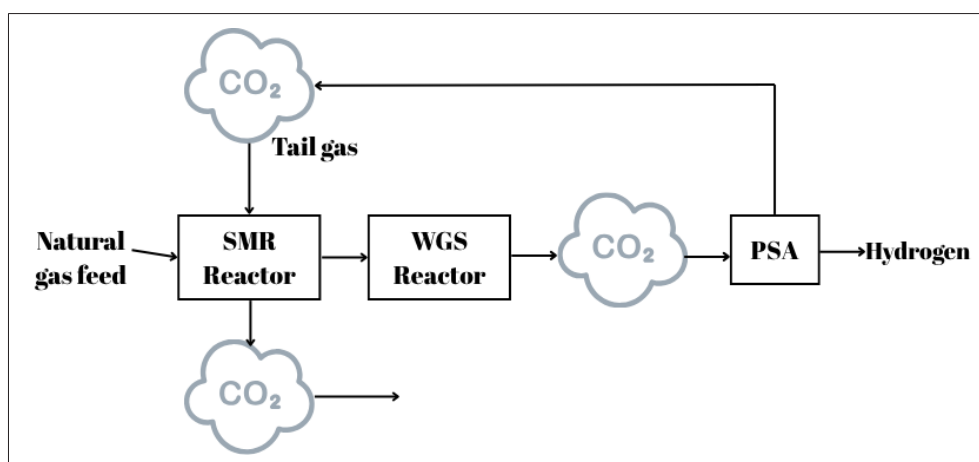 CO₂
Tail gas
Natural
gas feed
SMR
Reactor
WGS
Reactor
CO₂
PSA
Hydrogen
CO₂